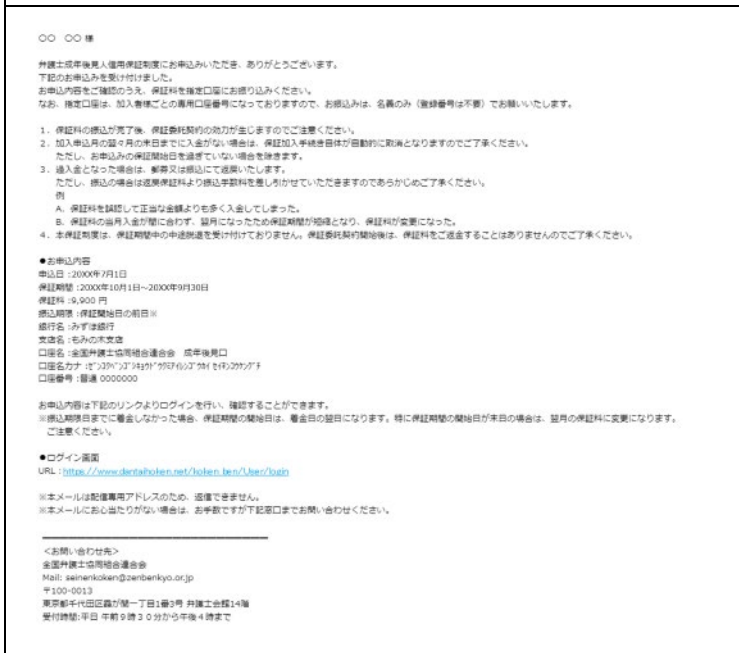 ○○　○○ 様
弁護士成年後見人信用保証制度にお申込みいただき、ありがとうございます。
下記のお申込みを受け付けました。
お申込内容をご確認のうえ、保証料を指定口座にお振り込みください。
なお、指定口座は、加入者様ごとの専用口座番号になっておりますので、お振込みは、名義のみ（登録番号は不要）でお願いいたします。
1．保証料の振込が完了後、保証委託契約の効力が生じますのでご注意ください。
2．加入申込月の翌々月の末日までに入金がない場合は、保証加入手続き自体が自動的に取消となりますのでご了承ください。
ただし、お申込みの保証開始日を過ぎていない場合を除きます。
3．過入金となった場合は、郵券又は振込にて返戻いたします。
ただし、振込の場合は返戻保証料より振込手数料を差し引かせていただきますのであらかじめご了承ください。
例
A．保証料を誤認して正当な金額よりも多く入金してしまった。
B．保証料の当月入金が間に合わず、翌月になったため保証期間が短縮となり、保証料が変更になった。
4．本保証制度は、保証期間中の中途脱退を受け付けておりません。保証委託契約開始後は、保証料をご返金することはありませんのでご了承ください。
●お申込内容
申込日：20XX年7月1日
保証期間：20XX年10月1日～20XX年9月30日
保証料：9,900 円
振込期限：保証開始日の前日※
銀行名：みずほ銀行
支店名：もみの木支店
口座名：全国弁護士協同組合連合会　成年後見口
口座名カナ：ｾﾞﾝｺｸﾍﾞﾝｺﾞｼｷｮｳﾄﾞｳｸﾐｱｲﾚﾝｺﾞｳｶｲ ｾｲﾈﾝｺｳｹﾝｸﾞﾁ
口座番号：普通 0000000
お申込内容は下記のリンクよりログインを行い、確認することができます。
※振込期限日までに着金しなかった場合、保証期間の開始日は、着金日の翌日になります。特に保証期間の開始日が末日の場合は、翌月の保証料に変更になります。
ご注意ください。
●ログイン画面
URL：https://www.dantaihoken.net/koken_ben/User/login
※本メールは配信専用アドレスのため、返信できません。
※本メールにお心当たりがない場合は、お手数ですが下記窓口までお問い合わせください。
＜お問い合わせ先＞
全国弁護士協同組合連合会
Mail: seinenkoken@zenbenkyo.or.jp
〒100-0013
東京都千代田区霞が関一丁目1番3号 弁護士会館14階
受付時間:平日 午前９時３０分から午後４時まで